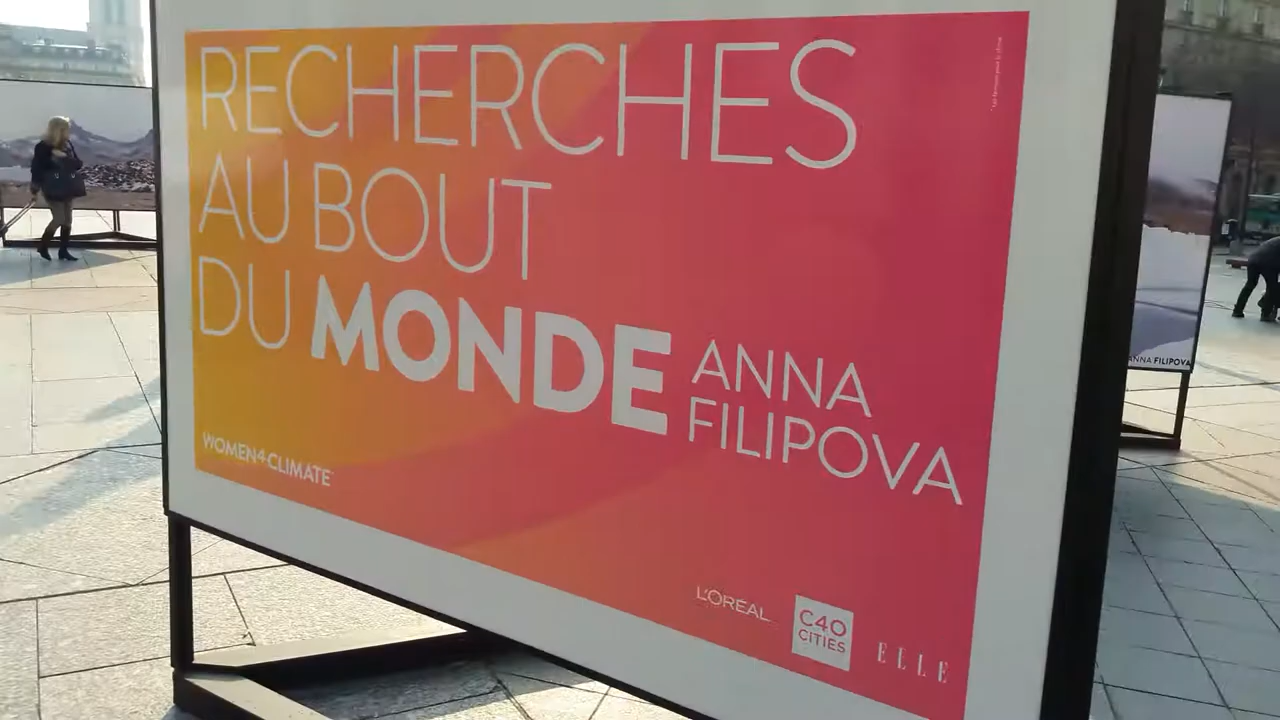 RECHERCHES
AU BOUT
DU MONDE
ANNA
FILIPOVA
WOMEN4CLIMATE*
L'ORÉAL
C40
CITIES
ELLE
ANNA FILIPOVA